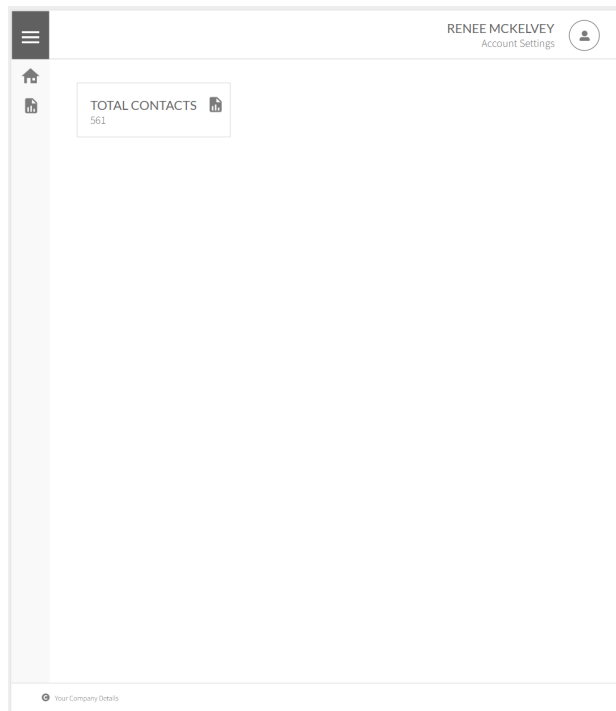 RENEE MCKELVEY
Account Settings
TOTAL CONTACTS
561
Your Company Details